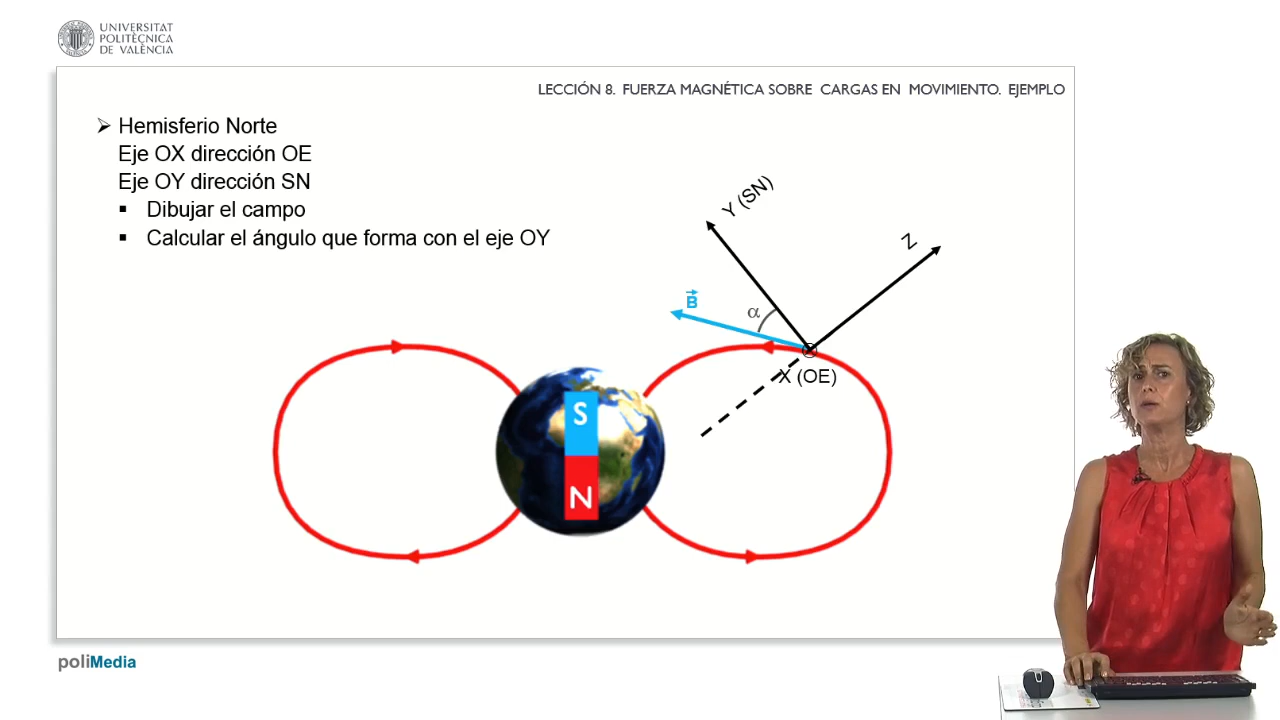 UNIVERSITAT
POLITÈCNICA
DE VALÈNCIA
LECCIÓN 8. FUERZA MAGNÉTICA SOBRE CARGAS EN MOVIMIENTO. EJEMPLO
Hemisferio Norte
Eje OX dirección OE
Eje OY dirección SN
Dibujar el campo
Calcular el ángulo que forma con el eje OY
Y (SN)
Z
B
α
X (OE)
S
N
poliMedia